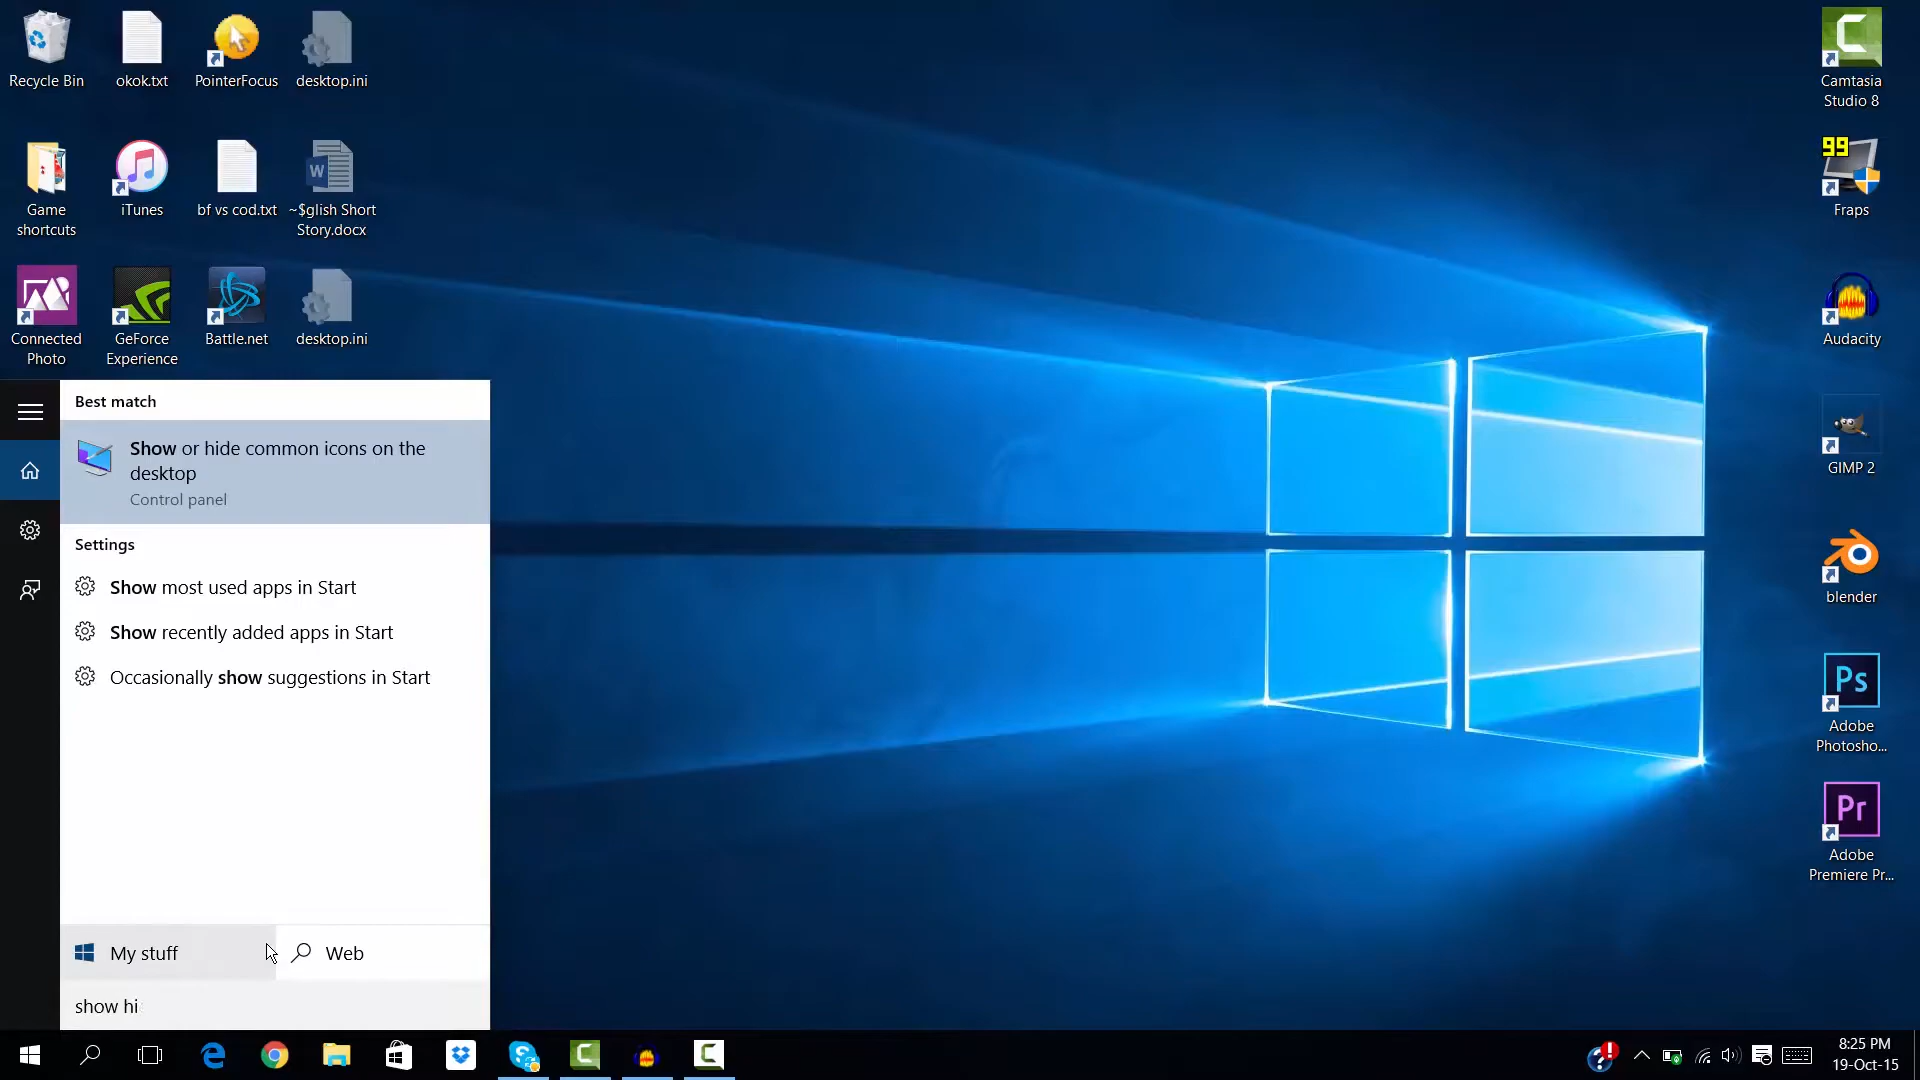 Recycle Bin
okok.txt
PointerFocus
desktop.ini
Game
shortcuts
iTunes
bf vs cod.txt
~$glish Short
Story.docx
Connected
Photo
GeForce
Experience
Battle.net
desktop.ini
Camtasia
Studio 8
99
Fraps
Audacity
GIMP 2
blender
Ps
Adobe
Photosho...
Pr
Adobe
Premiere Pr...
Best match
Show or hide common icons on the
desktop
Control panel
Settings
Show most used apps in Start
Show recently added apps in Start
Occasionally show suggestions in Start
My stuff
Web
show hi
8:25 PM
19-Oct-15